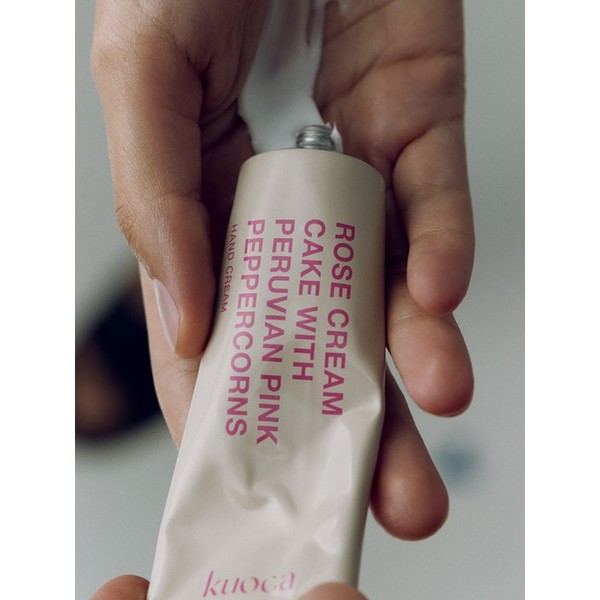 ROSE CREAM
CAKE WITH
PERUVIAN PINK
PEPPERCORNS
HAND CREAM
kuoca